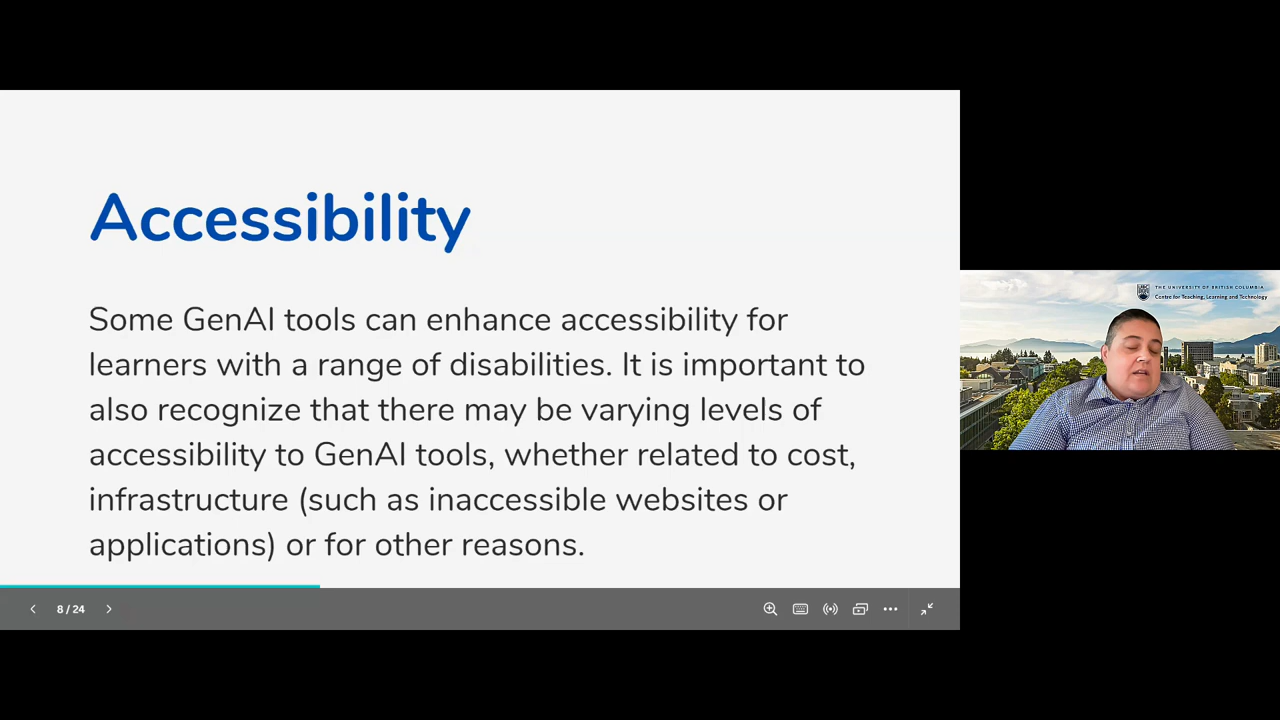 Accessibility
Some GenAI tools can enhance accessibility for
learners with a range of disabilities. It is important to
also recognize that there may be varying levels of
accessibility to GenAI tools, whether related to cost,
infrastructure (such as inaccessible websites or
applications) or for other reasons.
8 / 24
THE UNIVERSITY OF BRITISH COLUMBIA
Centre for Teaching, Learning and Technology